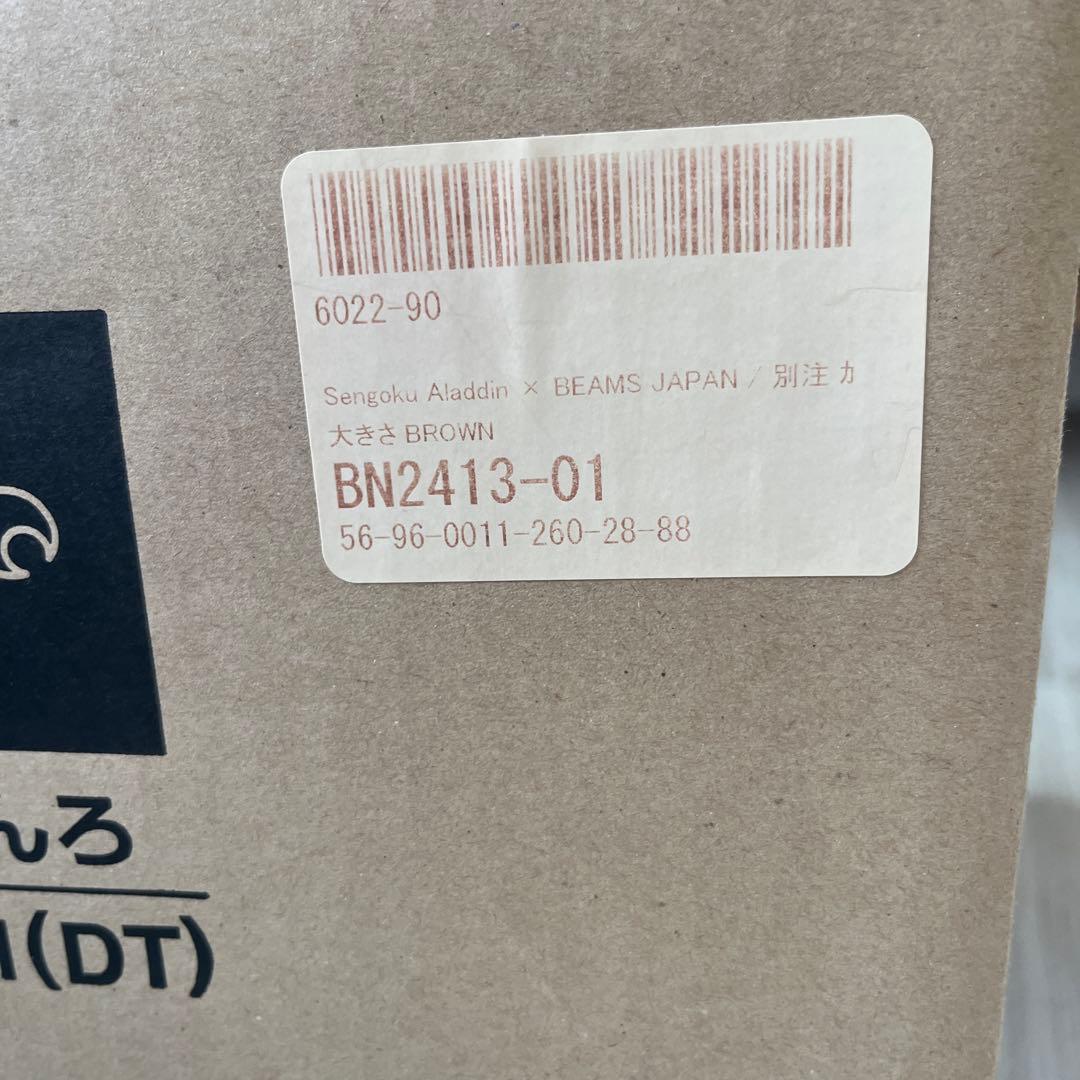 6022-90
Sengoku Aladdin × BEAMS JAPAN / 別注 カ
大きさ BROWN
BN2413-01
56-96-0011-260-28-88
んろ
(DT)